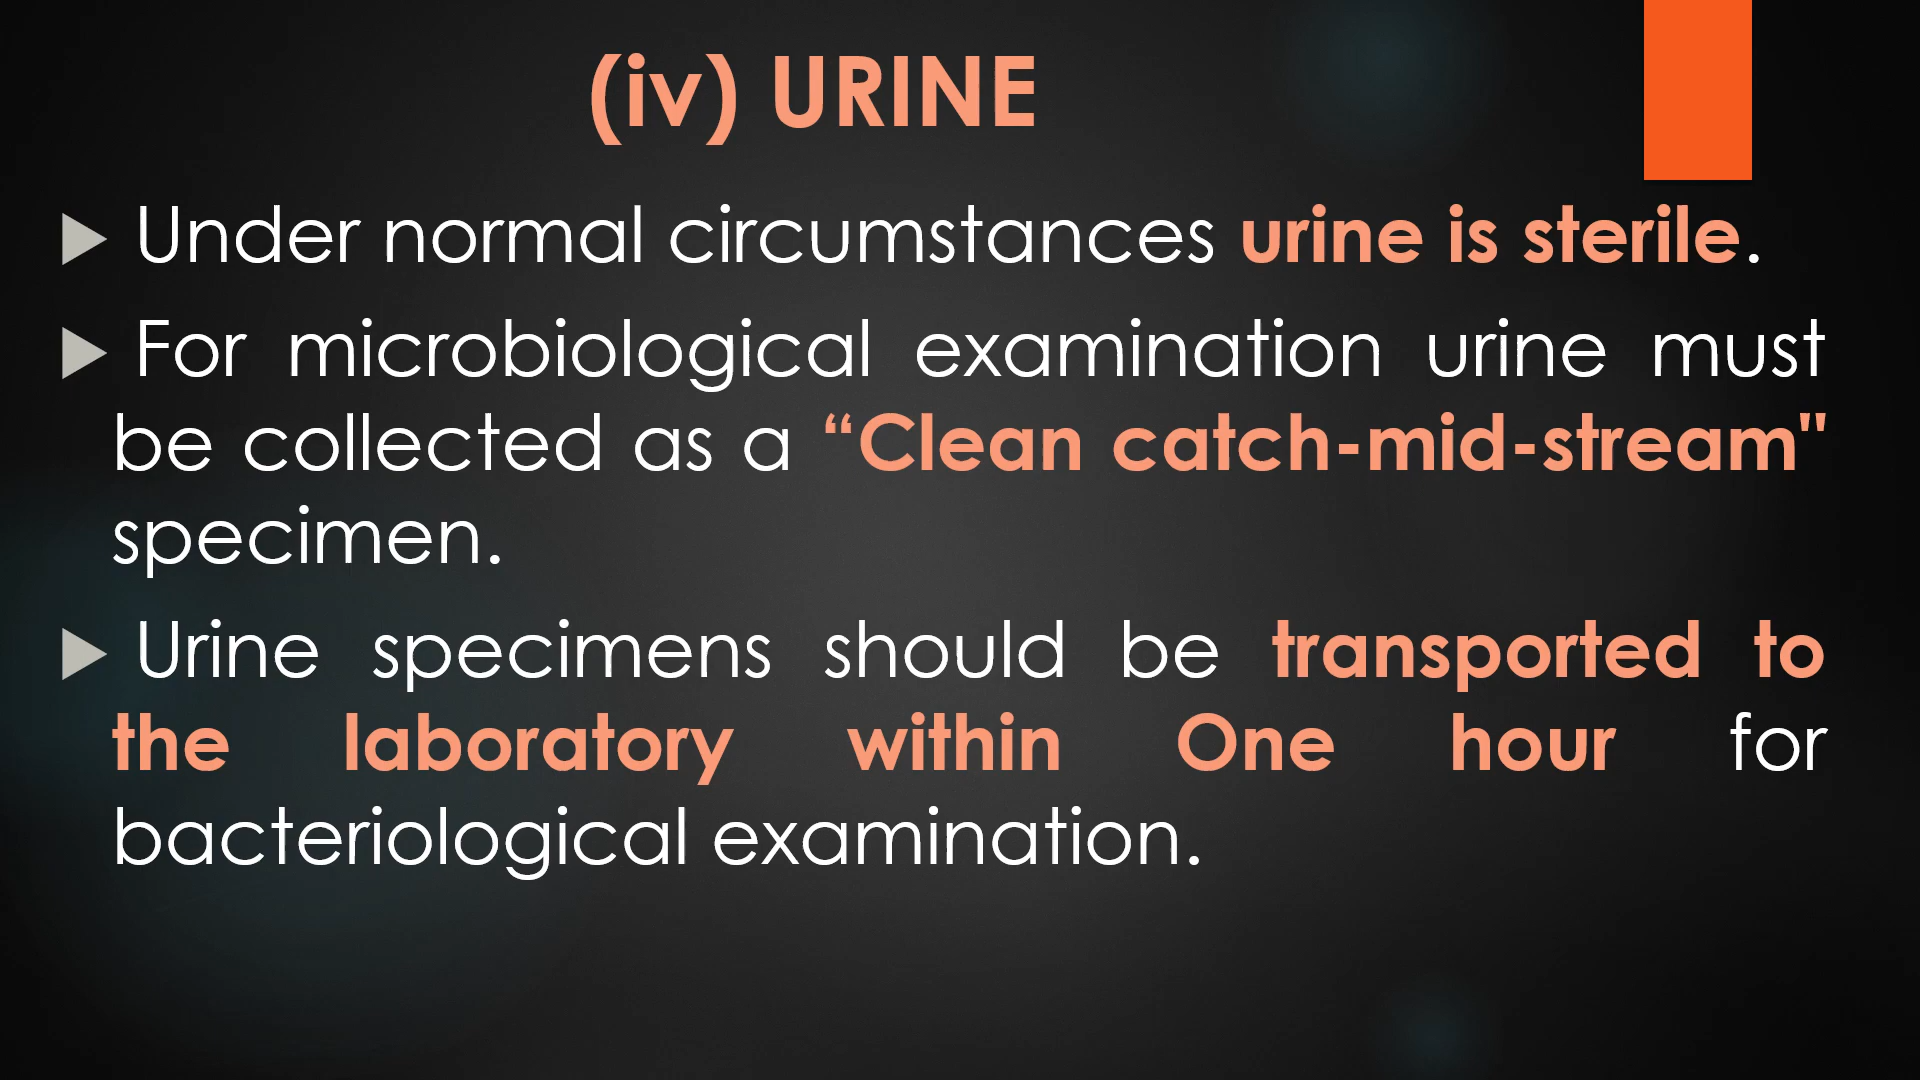 (iv) URINE
Under normal circumstances urine is sterile.
For microbiological examination urine must
be collected as a “Clean catch-mid-stream"
specimen.
Urine specimens should be transported to
the laboratory within One hour for
bacteriological examination.